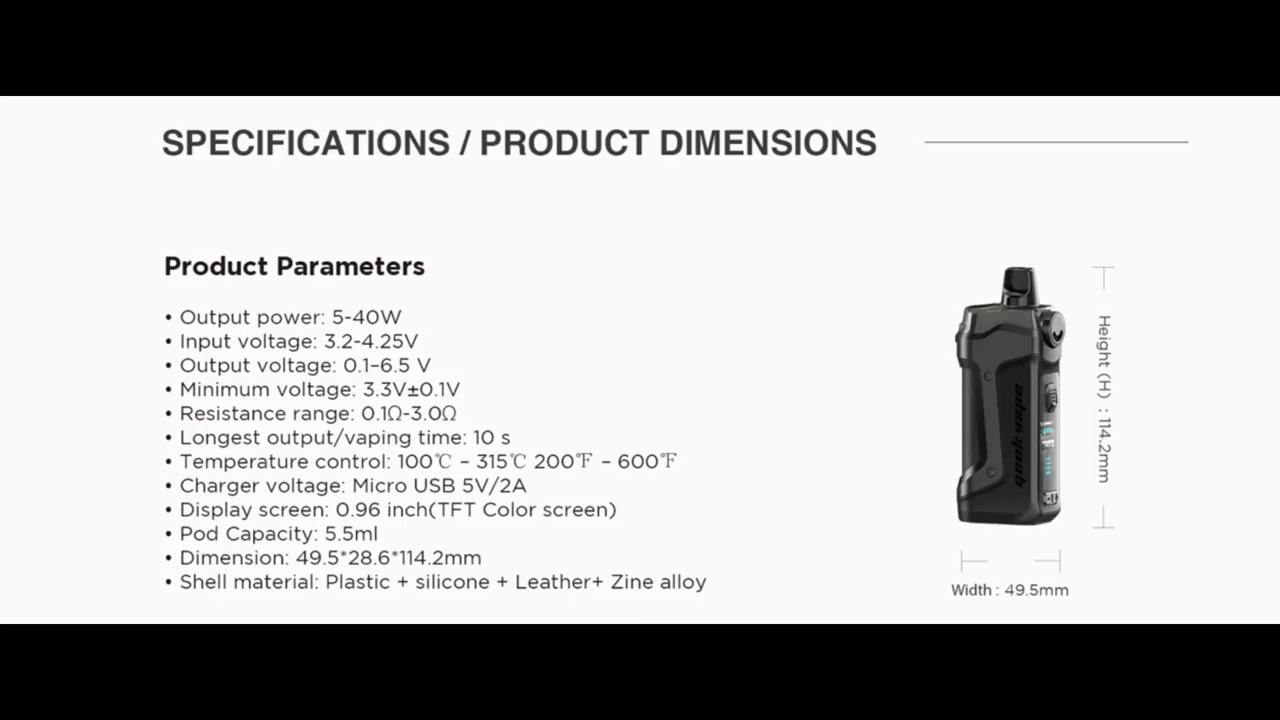 SPECIFICATIONS / PRODUCT DIMENSIONS
Product Parameters
• Output power: 5-40W
• Input voltage: 3.2-4.25V
• Output voltage: 0.1–6.5 V
• Minimum voltage: 3.3V±0.1V
• Resistance range: 0.1Ω-3.0Ω
• Longest output/vaping time: 10 s
• Temperature control: 100℃ – 315℃ 200℉ – 600℉
• Charger voltage: Micro USB 5V/2A
• Display screen: 0.96 inch(TFT Color screen)
• Pod Capacity: 5.5ml
• Dimension: 49.5*28.6*114.2mm
• Shell material: Plastic + silicone + Leather+ Zine alloy
Height (H) : 114.2mm
Width : 49.5mm